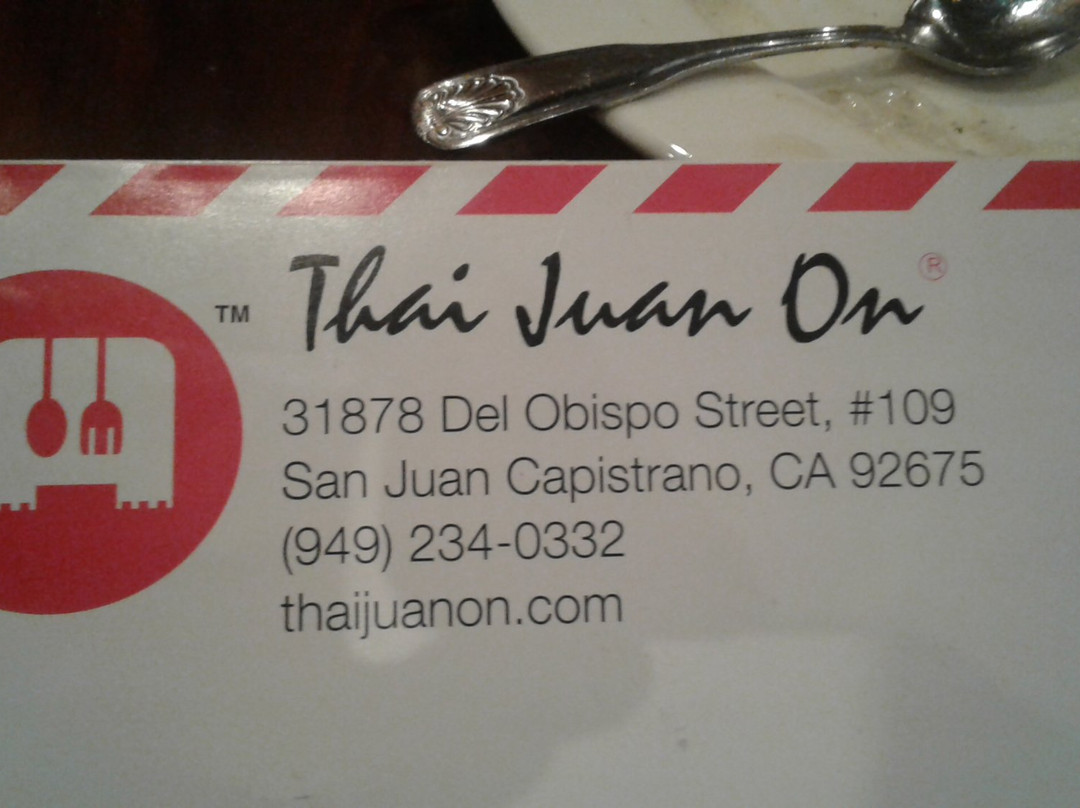 ™ Thai Juan On ®
31878 Del Obispo Street, #109
San Juan Capistrano, CA 92675
(949) 234-0332
thaijuanon.com